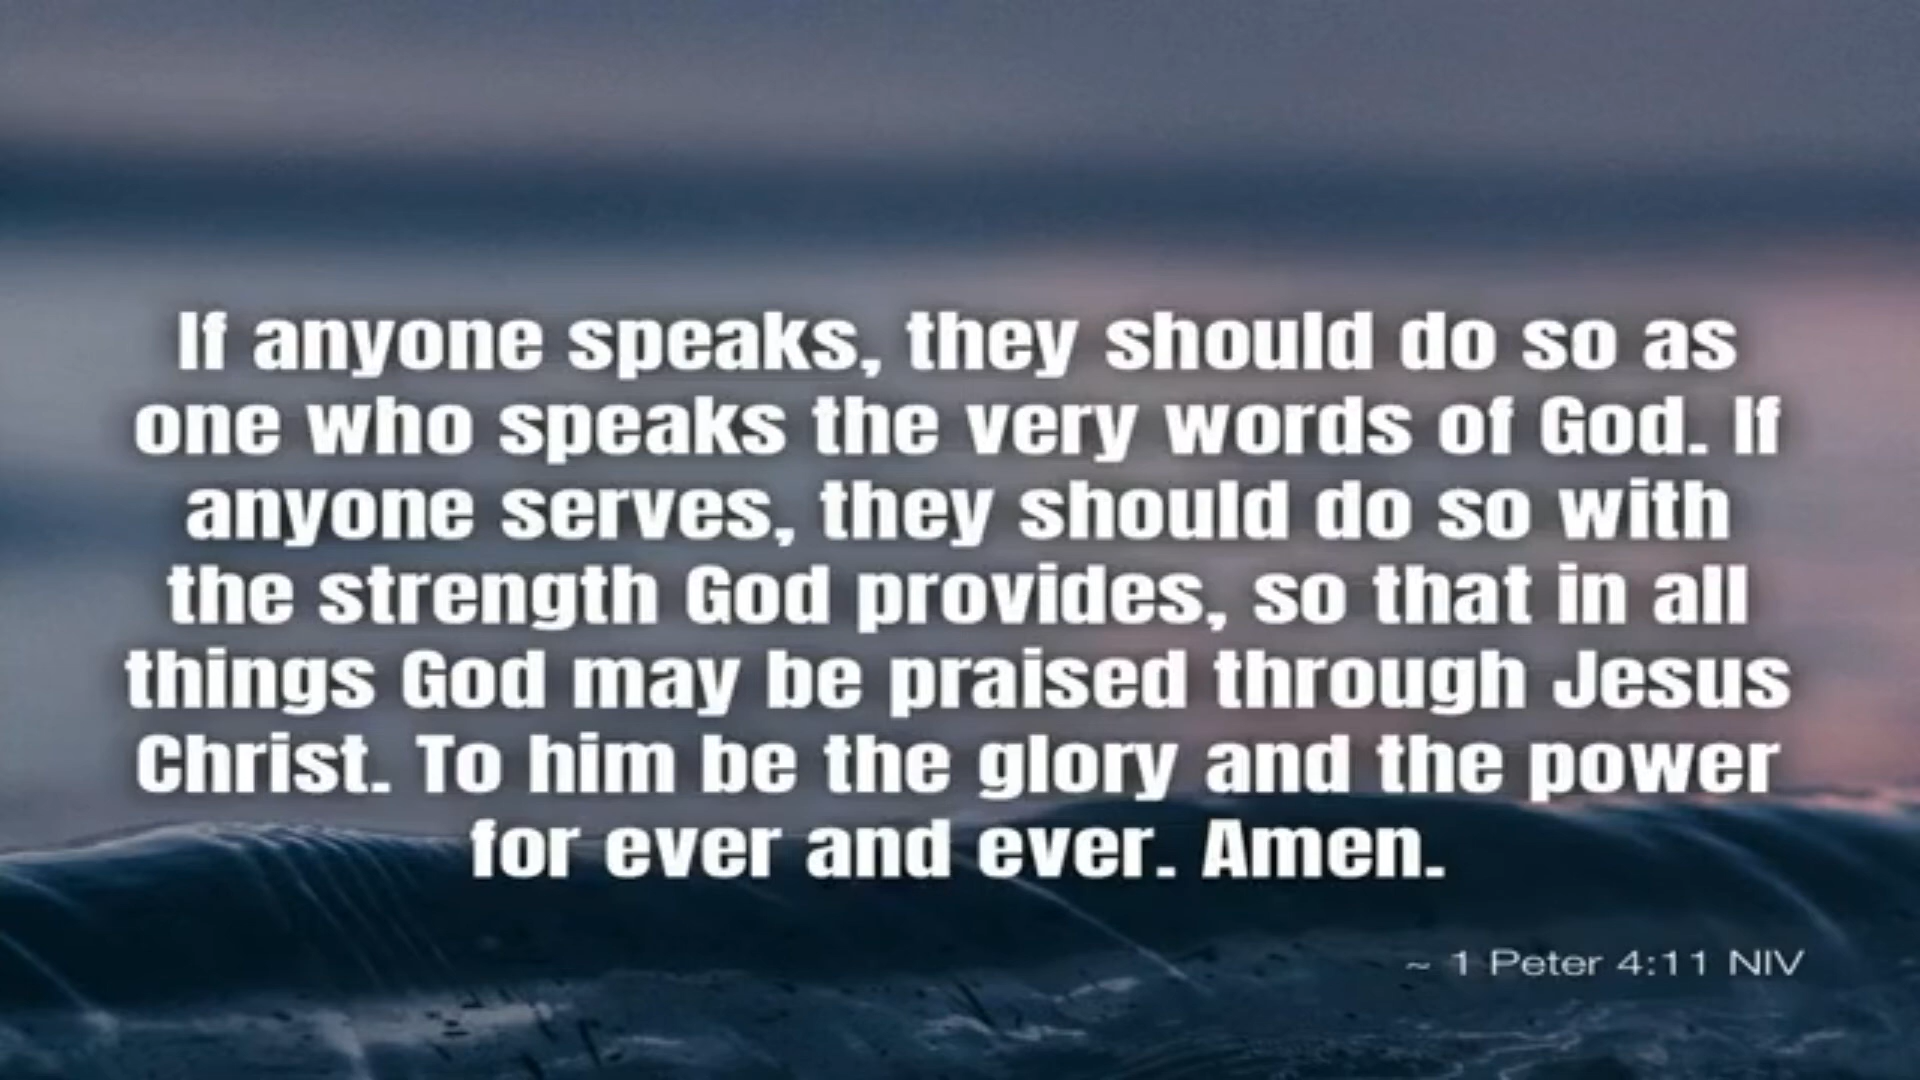 If anyone speaks, they should do so as
one who speaks the very words of God. If
anyone serves, they should do so with
the strength God provides, so that in all
things God may be praised through Jesus
Christ. To him be the glory and the power
for ever and ever. Amen.
~ 1 Peter 4:11 NIV